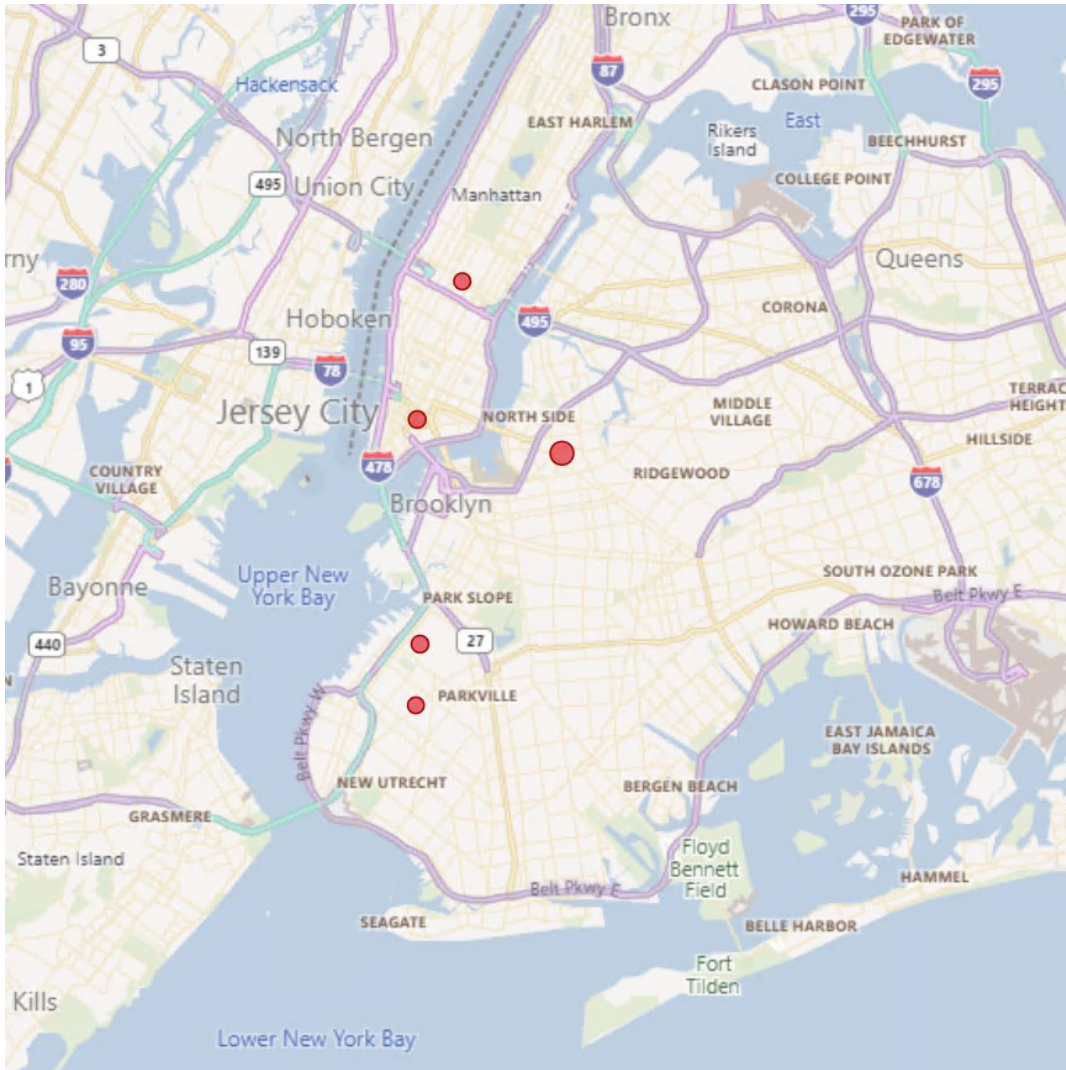 Bronx
295
PARK OF
EDGEWATER
3
87
295
Hackensack
CLASON POINT
EAST HARLEM
East
Rikers
Island
North Bergen
BEECHHURST
495
Union City
Manhattan
COLLEGE POINT
rny
280
Queens
CORONA
Hoboken
495
95
139
78
1
TERRAC
HEIGHT
Jersey City
NORTH SIDE
MIDDLE
VILLAGE
HILLSIDE
478
COUNTRY
VILLAGE
RIDGEWOOD
678
Brooklyn
Upper New
York Bay
Bayonne
SOUTH OZONE PARK
Belt Pkwy E
PARK SLOPE
HOWARD BEACH
440
27
Staten
Island
N
PARKVILLE
Belt Pkwy W
EAST JAMAICA
BAY ISLANDS
NEW UTRECHT
BERGEN BEACH
GRASMERE
Staten Island
Floyd
Bennett
Field
HAMMEL
Belt Pkwy E
SEAGATE
BELLE HARBOR
Fort
Tilden
Kills
Lower New York Bay